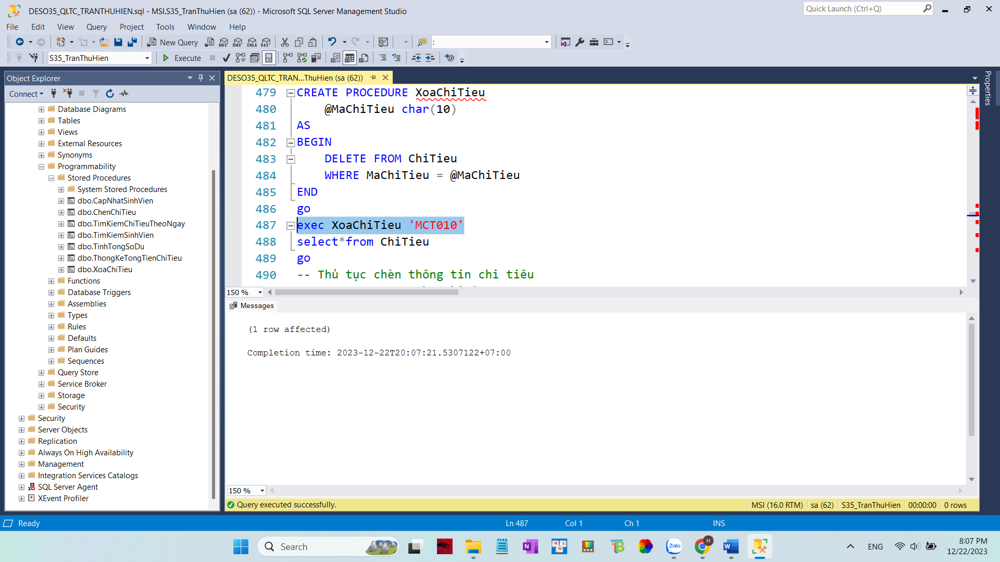 DESO35_QLTC_TRANTHUHIEN.sql - MSI.S35_TranThuHien (sa (62)) - Microsoft SQL Server Management Studio
Quick Launch (Ctrl+Q)
File Edit View Query Project Tools Window Help
New Query MDX DMX XMLA DAX :
S35_TranThuHien Execute
Object Explorer
Connect
Database Diagrams
Tables
Views
External Resources
Synonyms
Programmability
Stored Procedures
System Stored Procedures
dbo.CapNhatSinhVien
dbo.ChenChiTieu
dbo.TimKiemChiTieuTheoNgay
dbo.TimKiemSinhVien
dbo.TinhTongSoDu
dbo.ThongKeTongTienChiTieu
dbo.XoaChiTieu
Functions
Database Triggers
Assemblies
Types
Rules
Defaults
Plan Guides
Sequences
Query Store
Service Broker
Storage
Security
Security
Server Objects
Replication
Always On High Availability
Management
Integration Services Catalogs
SQL Server Agent
XEvent Profiler
DESO35_QLTC_TRAN...ThuHien (sa (62))
Properties
479 CREATE PROCEDURE XoaChiTieu
480 @MaChiTieu char(10)
481 AS
482 BEGIN
483 DELETE FROM ChiTieu
484 WHERE MaChiTieu = @MaChiTieu
485 END
486 go
487 exec XoaChiTieu 'MCT010'
488 select*from ChiTieu
489 go
490 -- Thủ tục chèn thông tin chi tiêu
150 %
Messages
(1 row affected)
Completion time: 2023-12-22T20:07:21.5307122+07:00
150 %
Query executed successfully. MSI (16.0 RTM) sa (62) S35_TranThuHien 00:00:00 0 rows
Ready Ln 487 Col 1 Ch 1 INS
Search Zalo H ENG 8:07 PM
12/22/2023